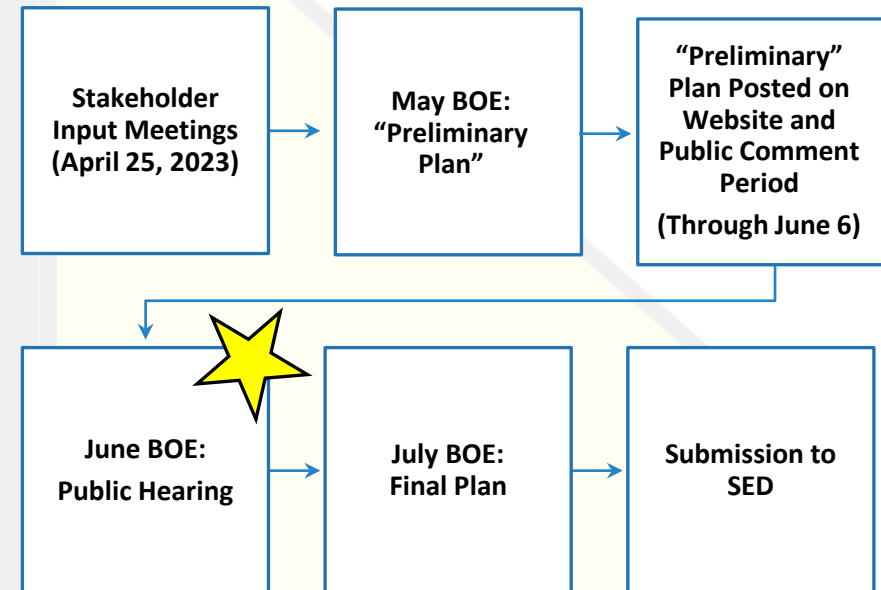 Stakeholder
Input Meetings
(April 25, 2023)
May BOE:
“Preliminary
Plan”
“Preliminary”
Plan Posted on
Website and
Public Comment
Period
(Through June 6)
June BOE:
Public Hearing
July BOE:
Final Plan
Submission to
SED